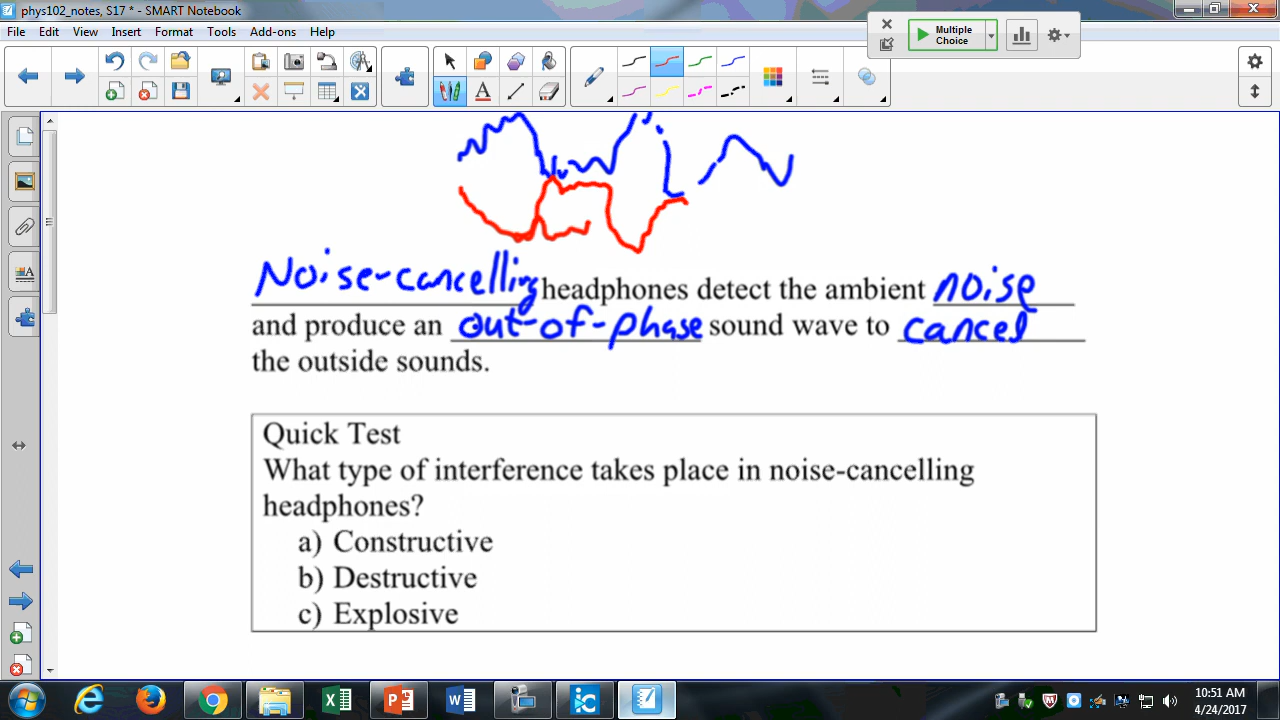 phys102_notes, S17 * - SMART Notebook
File Edit View Insert Format Tools Add-ons Help
Multiple
Choice
Noise-cancelling headphones detect the ambient noise
and produce an out-of-phase sound wave to cancel
the outside sounds.
Quick Test
What type of interference takes place in noise-cancelling
headphones?
a) Constructive
b) Destructive
c) Explosive
10:51 AM
4/24/2017